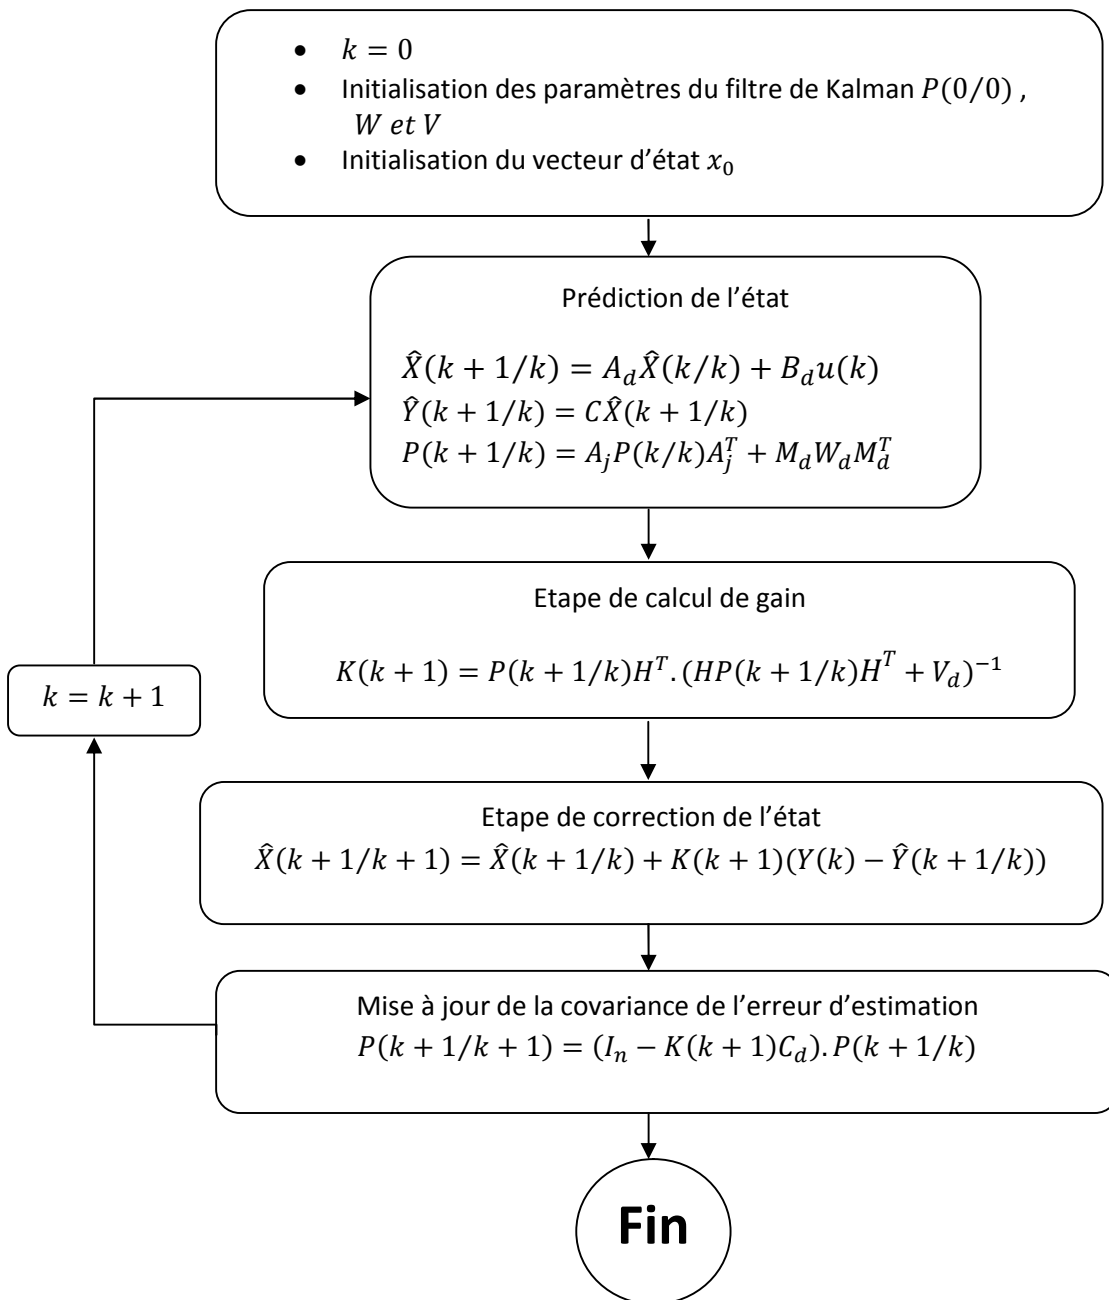 • k = 0
• Initialisation des paramètres du filtre de Kalman P(0/0) ,
W et V
• Initialisation du vecteur d’état x₀
Prédiction de l’état
X̂(k + 1/k) = A_d X̂(k/k) + B_d u(k)
Ŷ(k + 1/k) = CX̂(k + 1/k)
P(k + 1/k) = A_j P(k/k)A_j^T + M_d W_d M_d^T
Etape de calcul de gain
K(k + 1) = P(k + 1/k)H^T. (HP(k + 1/k)H^T + V_d)^−1
k = k + 1
Etape de correction de l’état
X̂(k + 1/k + 1) = X̂(k + 1/k) + K(k + 1)(Y(k) − Ŷ(k + 1/k))
Mise à jour de la covariance de l’erreur d’estimation
P(k + 1/k + 1) = (I_n − K(k + 1)C_d). P(k + 1/k)
Fin